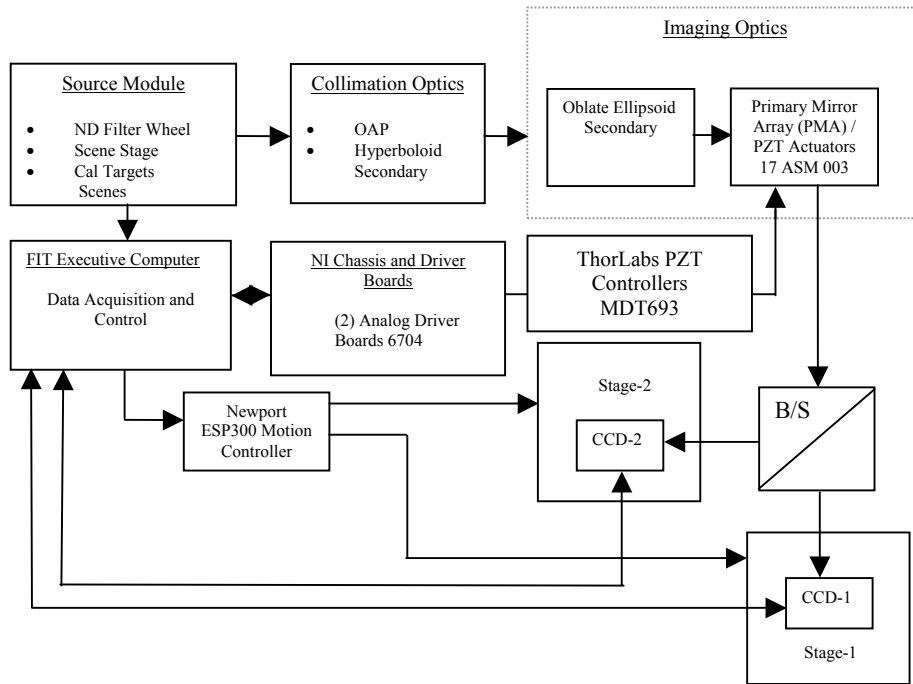 Imaging Optics
Source Module
• ND Filter Wheel
• Scene Stage
• Cal Targets
Scenes
Collimation Optics
• OAP
• Hyperboloid
Secondary
Oblate Ellipsoid
Secondary
Primary Mirror
Array (PMA) /
PZT Actuators
17 ASM 003
FIT Executive Computer
Data Acquisition and
Control
NI Chassis and Driver
Boards
(2) Analog Driver
Boards 6704
ThorLabs PZT
Controllers
MDT693
Newport
ESP300 Motion
Controller
Stage-2
CCD-2
B/S
CCD-1
Stage-1